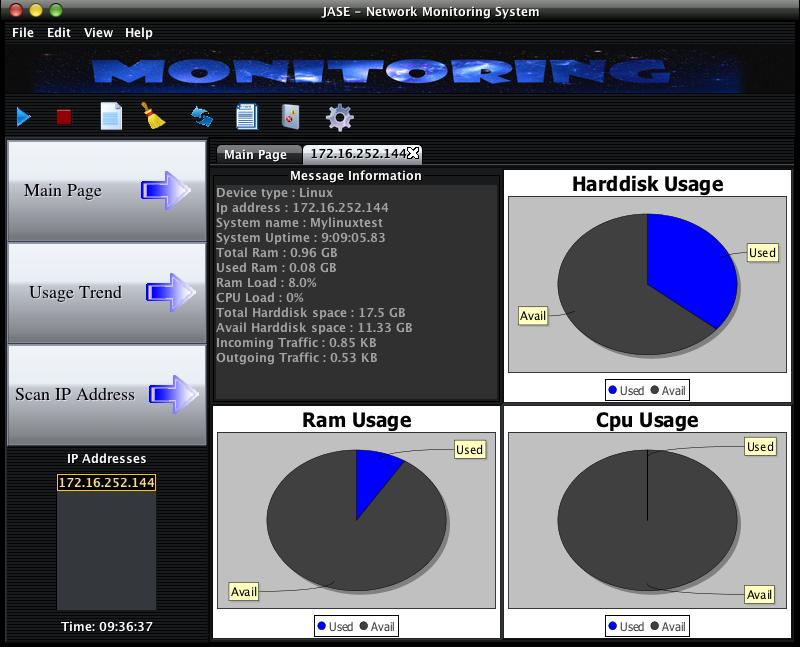 JASE - Network Monitoring System
File Edit View Help
MONITORING
Main Page
Usage Trend
Scan IP Address
IP Addresses
172.16.252.144
Time: 09:36:37
Main Page 172.16.252.144
Message Information
Device type : Linux
Ip address : 172.16.252.144
System name : Mylinuxtest
System Uptime : 9:09:05.83
Total Ram : 0.96 GB
Used Ram : 0.08 GB
Ram Load : 8.0%
CPU Load : 0%
Total Harddisk space : 17.5 GB
Avail Harddisk space : 11.33 GB
Incoming Traffic : 0.85 KB
Outgoing Traffic : 0.53 KB
Harddisk Usage
Used
Avail
Used Avail
Ram Usage
Used
Avail
Used Avail
Cpu Usage
Used
Avail
Used Avail